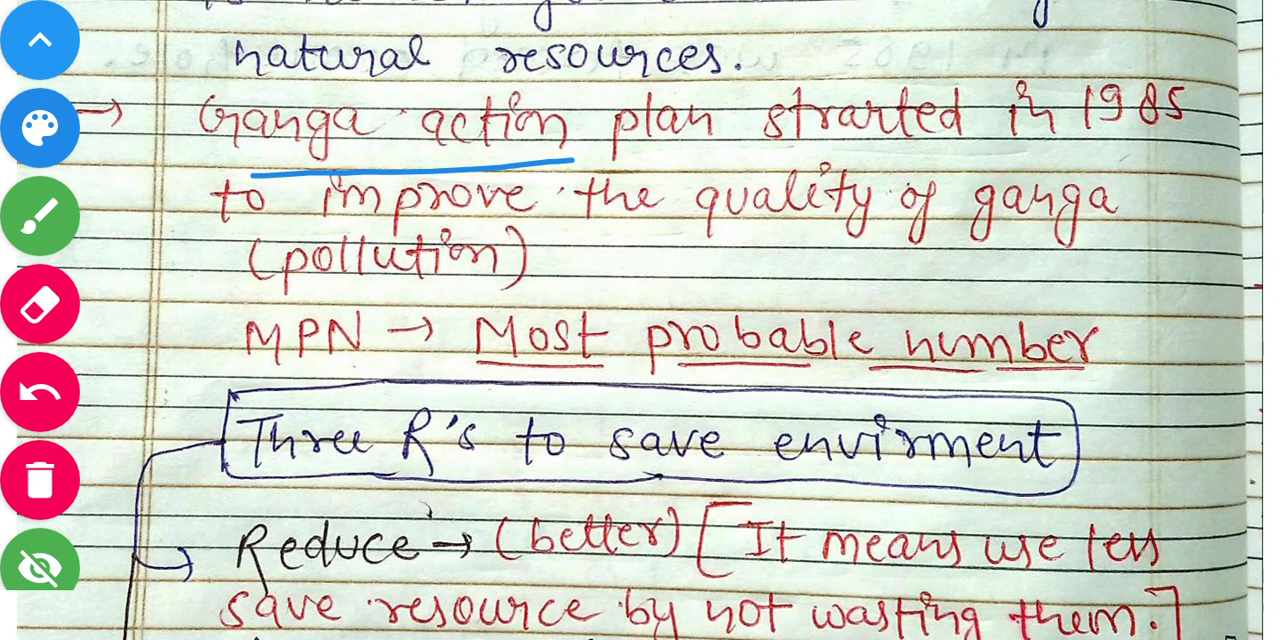 natural resources.
→ Ganga action plan strarted in 1985
to improve the quality of ganga
(pollution)
MPN → Most probable number
Three R's to save envirment
Reduce → (better) [It means use less
save resource by not wasting them.]